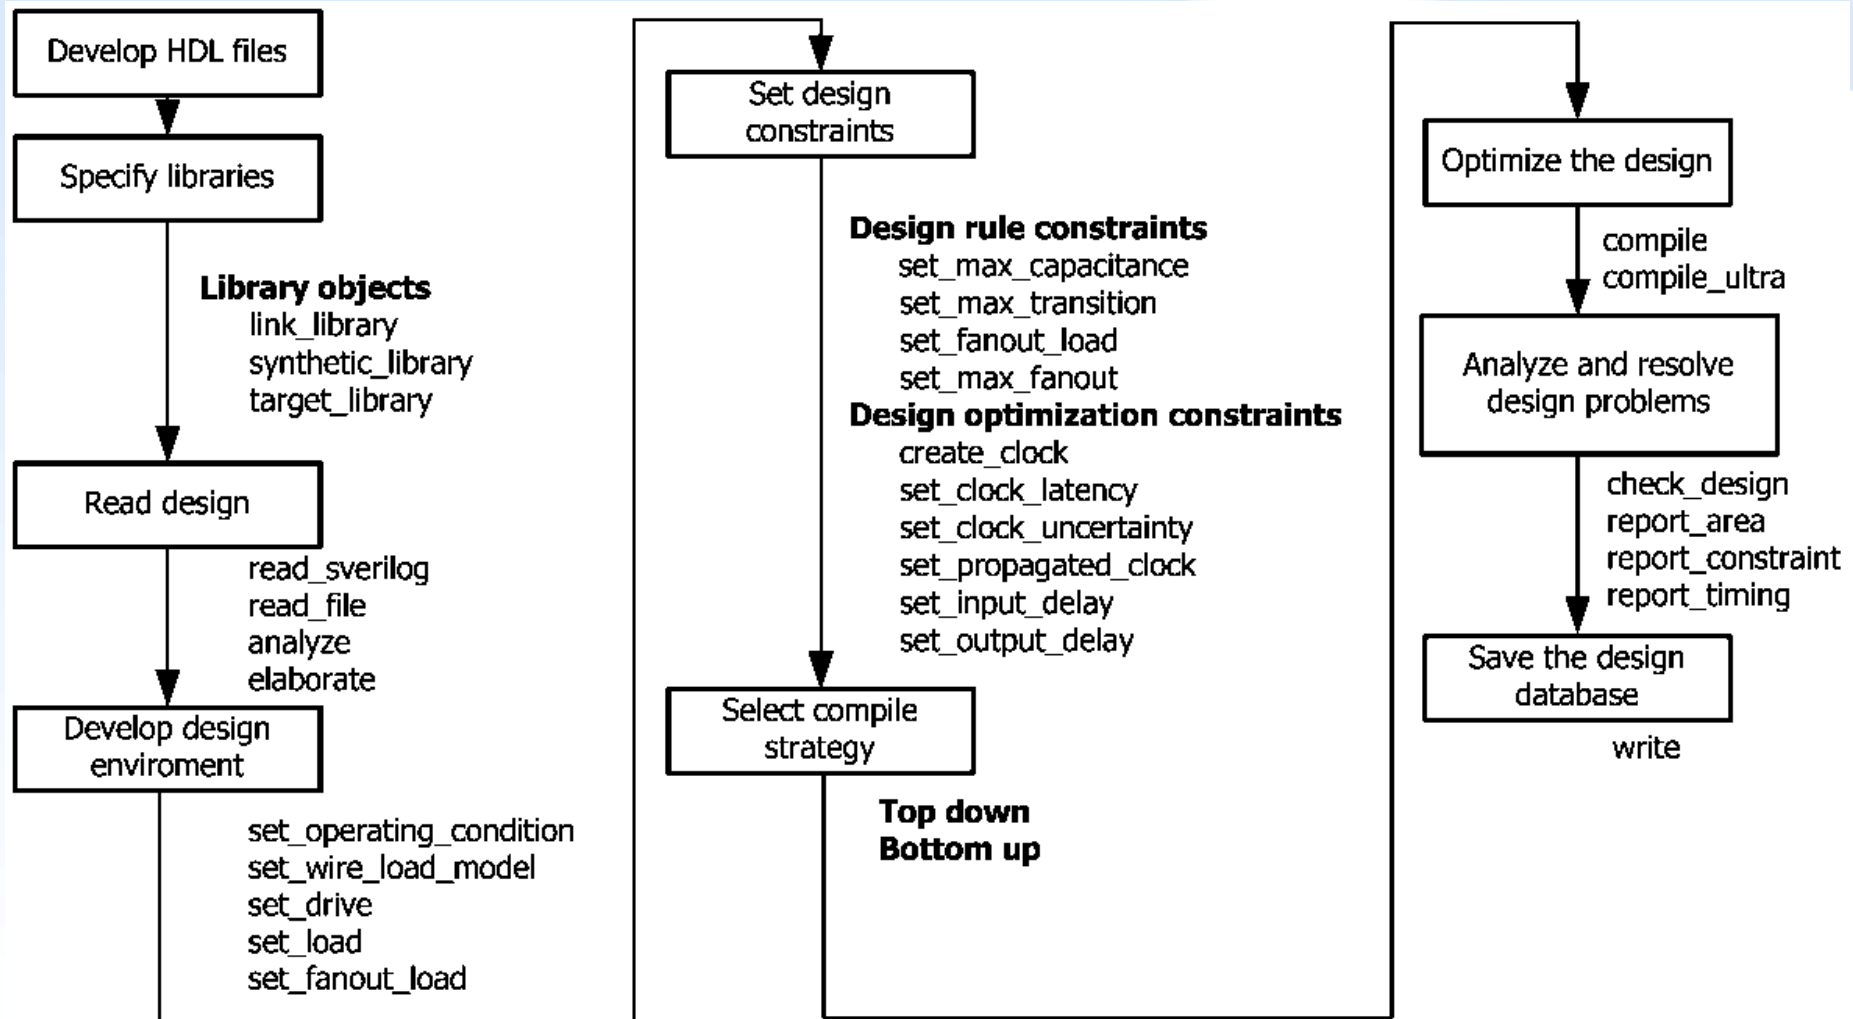 Develop HDL files
Specify libraries
Library objects
link_library
synthetic_library
target_library
Read design
read_sverilog
read_file
analyze
elaborate
Develop design
enviroment
set_operating_condition
set_wire_load_model
set_drive
set_load
set_fanout_load
Set design
constraints
Design rule constraints
set_max_capacitance
set_max_transition
set_fanout_load
set_max_fanout
Design optimization constraints
create_clock
set_clock_latency
set_clock_uncertainty
set_propagated_clock
set_input_delay
set_output_delay
Select compile
strategy
Top down
Bottom up
Optimize the design
compile
compile_ultra
Analyze and resolve
design problems
check_design
report_area
report_constraint
report_timing
Save the design
database
write